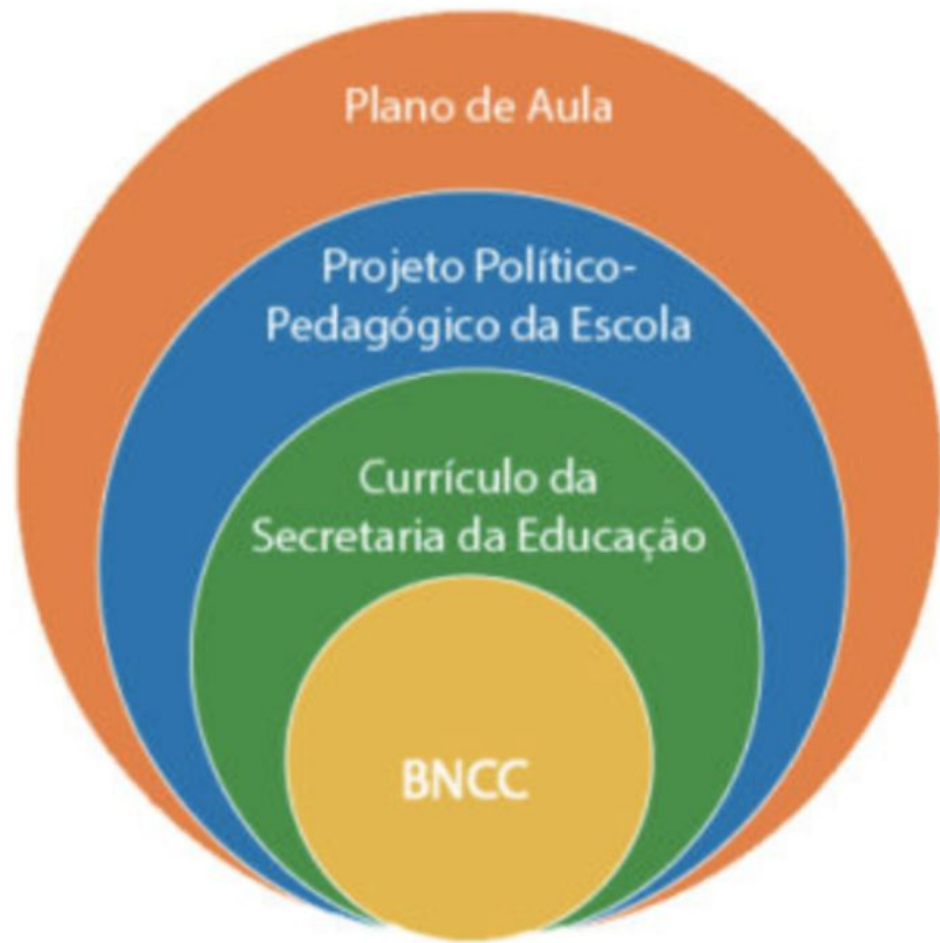 Plano de Aula
Projeto Político-
Pedagógico da Escola
Currículo da
Secretaria da Educação
BNCC